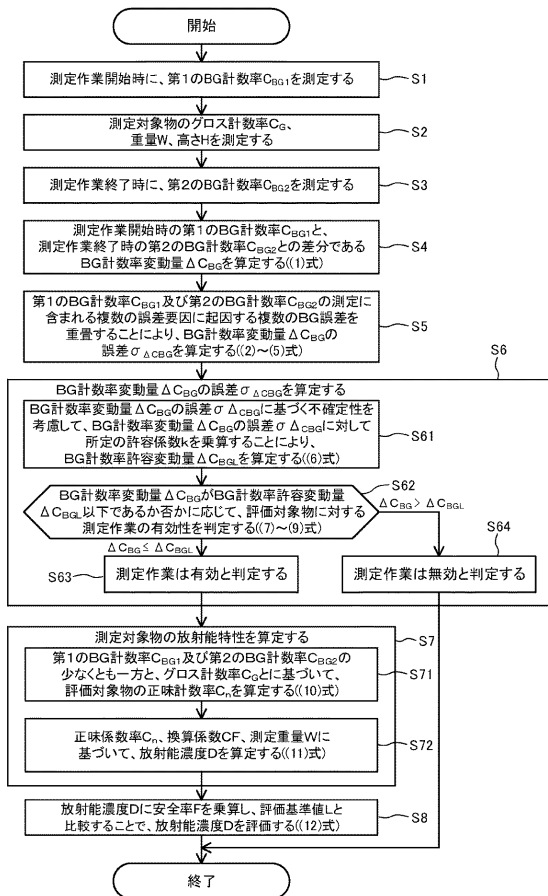 開始
測定作業開始時に、第1のBG計数率CBG1を測定する
S1
測定対象物のグロス計数率CG、
重量W、高さHを測定する
S2
測定作業終了時に、第2のBG計数率CBG2を測定する
S3
測定作業開始時の第1のBG計数率CBG1と、
測定作業終了時の第2のBG計数率CBG2との差分である
BG計数率変動量ΔCBGを算定する((1)式)
S4
第1のBG計数率CBG1及び第2のBG計数率CBG2の測定に
含まれる複数の誤差要因に起因する複数のBG誤差を
重畳することにより、BG計数率変動量ΔCBGの
誤差σΔCBGを算定する((2)~(5)式)
S5
S6
BG計数率変動量ΔCBGの誤差σΔCBGを算定する
BG計数率変動量ΔCBGの誤差σΔCBGに基づく不確定性を
考慮して、BG計数率変動量ΔCBGの誤差σΔCBGに対して
所定の許容係数kを乗算することにより、
BG計数率許容変動量ΔCBGLを算定する((6)式)
S61
BG計数率変動量ΔCBGがBG計数率許容変動量
ΔCBGL以下であるか否かに応じて、評価対象物に対する
測定作業の有効性を判定する((7)~(9)式)
S62
ΔCBG>ΔCBGL
ΔCBG≤ΔCBGL
S63
測定作業は有効と判定する
S64
測定作業は無効と判定する
測定対象物の放射能特性を算定する
S7
第1のBG計数率CBG1及び第2のBG計数率CBG2の
少なくとも一方と、グロス計数率CGとに基づいて、
評価対象物の正味計数率Cnを算定する((10)式)
S71
正味係数率Cn、換算係数CF、測定重量Wに
基づいて、放射能濃度Dを算定する((11)式)
S72
放射能濃度Dに安全率Fを乗算し、評価基準値Lと
比較することで、放射能濃度Dを評価する((12)式)
S8
終了